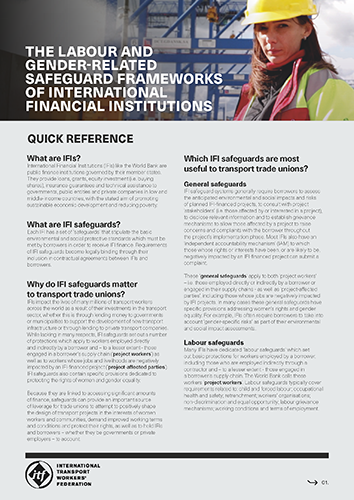 THE LABOUR AND
GENDER-RELATED
SAFEGUARD FRAMEWORKS
OF INTERNATIONAL
FINANCIAL INSTITUTIONS
QUICK REFERENCE
What are IFIs?
International Financial Institutions (IFIs) like the World Bank are
public finance institutions governed by their member states.
They provide loans, grants, equity investment (i.e. buying
shares), insurance guarantees and technical assistance to
governments, public entities and private companies in low and
middle income countries, with the stated aim of promoting
sustainable economic development and reducing poverty.
What are IFI safeguards?
Each IFI has a set of 'safeguards' that stipulate the basic
environmental and social protective standards which must be
met by borrowers in order to receive IFI finance. Requirements
of IFI safeguards become legally binding through their
inclusion in contractual agreements between IFIs and
borrowers.
Why do IFI safeguards matter
to transport trade unions?
IFIs impact the lives of many millions of transport workers
across the world as a result of their investments in the transport
sector, whether this is through lending money to governments
or municipalities to support the development of new transport
infrastructure or through lending to private transport companies.
While lacking in many respects, IFI safeguards set out a number
of protections which apply to workers employed directly
and indirectly by a borrower and – to a lesser extent – those
engaged in a borrower's supply chain ('project workers') as
well as to workers whose jobs and livelihoods are negatively
impacted by an IFI financed project ('project affected parties').
IFI safeguards also contain specific provisions dedicated to
protecting the rights of women and gender equality.
Because they are linked to accessing significant amounts
of finance, safeguards can provide an important source
of leverage for trade unions to attempt to positively shape
the design of transport projects in the interests of women
workers and communities, demand improved working terms
and conditions and protect their rights, as well as to hold IFIs
and borrowers – whether they be governments or private
employers – to account.
Which IFI safeguards are most
useful to transport trade unions?
General safeguards
IFI safeguard systems generally require borrowers to assess
the anticipated environmental and social impacts and risks
of planned IFI-financed projects, to consult with project
'stakeholders' (i.e. those affected by or interested in a project),
to disclose relevant information and to establish grievance
mechanisms to allow those affected by a project to raise
concerns and complaints with the borrower throughout
the project's implementation phase. Most IFIs also have an
independent accountability mechanism (IAM) to which
those whose rights or interests have been or are likely to be
negatively impacted by an IFI financed project can submit a
complaint.
These 'general safeguards' apply to both 'project workers'
– i.e. those employed directly or indirectly by a borrower or
engaged in their supply chains – as well as 'project-affected
parties', including those whose jobs are negatively impacted
by IFI projects. In many cases these general safeguards have
specific provisions addressing women's rights and gender
equality. For example, IFIs often require borrowers to take into
account 'gender-specific risks' as part of their environmental
and social impact assessments.
Labour safeguards
Many IFIs have dedicated 'labour safeguards' which set
out basic protections for workers employed by a borrower,
including those who are employed indirectly through a
contractor and – to a lesser extent - those engaged in
a borrower's supply chain. The World Bank calls these
workers 'project workers'. Labour safeguards typically cover
requirements related to: child and forced labour; occupational
health and safety; retrenchment; workers' organisations;
non-discrimination and equal opportunity; labour grievance
mechanisms; working conditions and terms of employment.
itf
INTERNATIONAL
TRANSPORT
WORKERS'
FEDERATION
01.